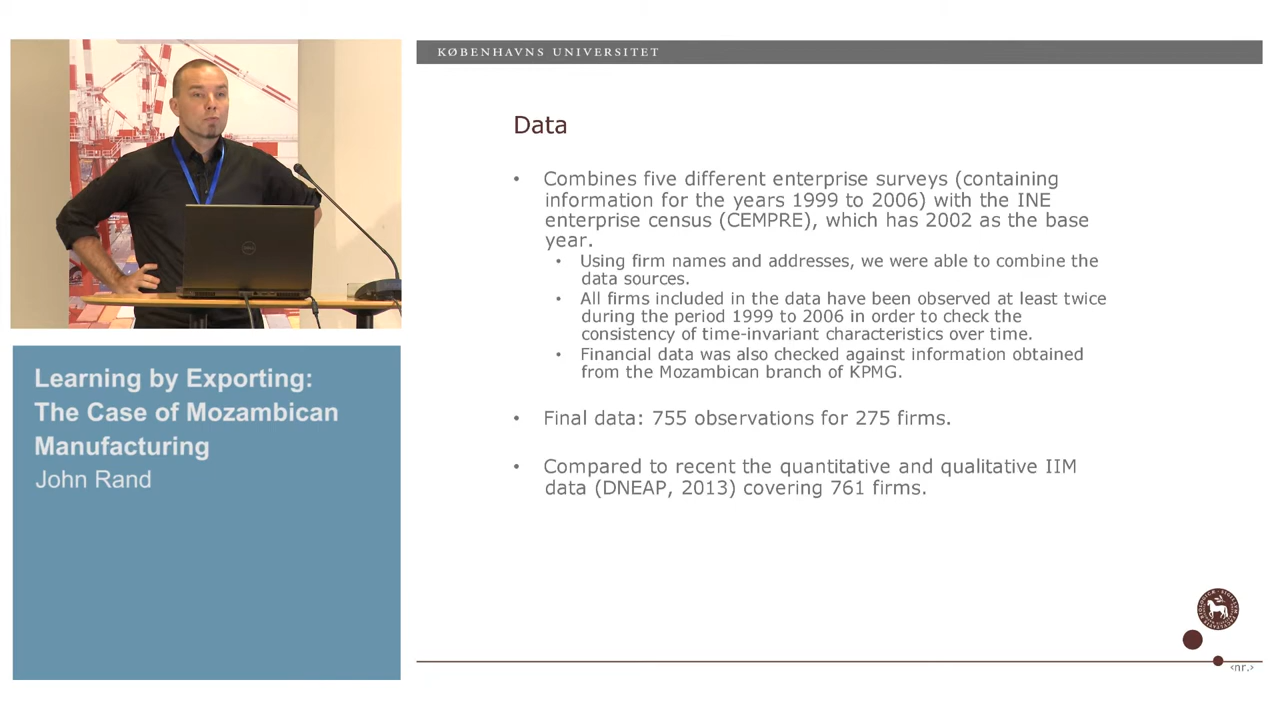 KØBENHAVNS UNIVERSITET
Data
• Combines five different enterprise surveys (containing
information for the years 1999 to 2006) with the INE
enterprise census (CEMPRE), which has 2002 as the base
year.
• Using firm names and addresses, we were able to combine the
data sources.
• All firms included in the data have been observed at least twice
during the period 1999 to 2006 in order to check the
consistency of time-invariant characteristics over time.
• Financial data was also checked against information obtained
from the Mozambican branch of KPMG.
• Final data: 755 observations for 275 firms.
• Compared to recent the quantitative and qualitative IIM
data (DNEAP, 2013) covering 761 firms.
‹nr.›
Learning by Exporting:
The Case of Mozambican
Manufacturing
John Rand